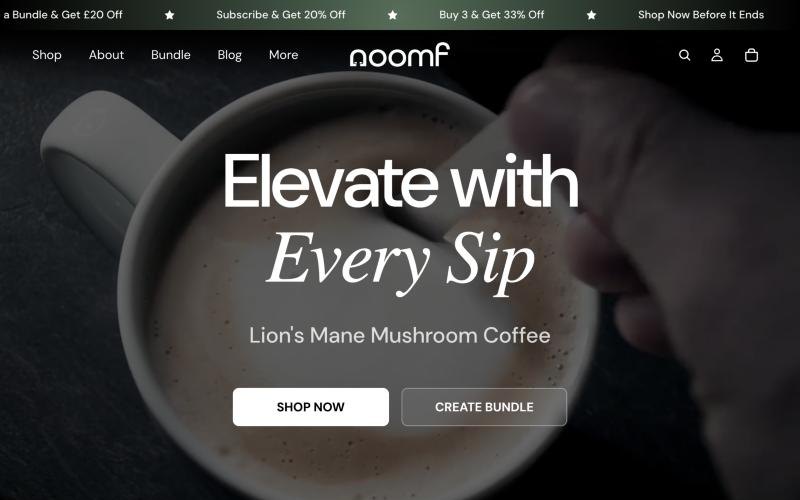 a Bundle & Get £20 Off ★ Subscribe & Get 20% Off ★ Buy 3 & Get 33% Off ★ Shop Now Before It Ends
Shop About Bundle Blog More noomf
Elevate with
Every Sip
Lion's Mane Mushroom Coffee
SHOP NOW CREATE BUNDLE